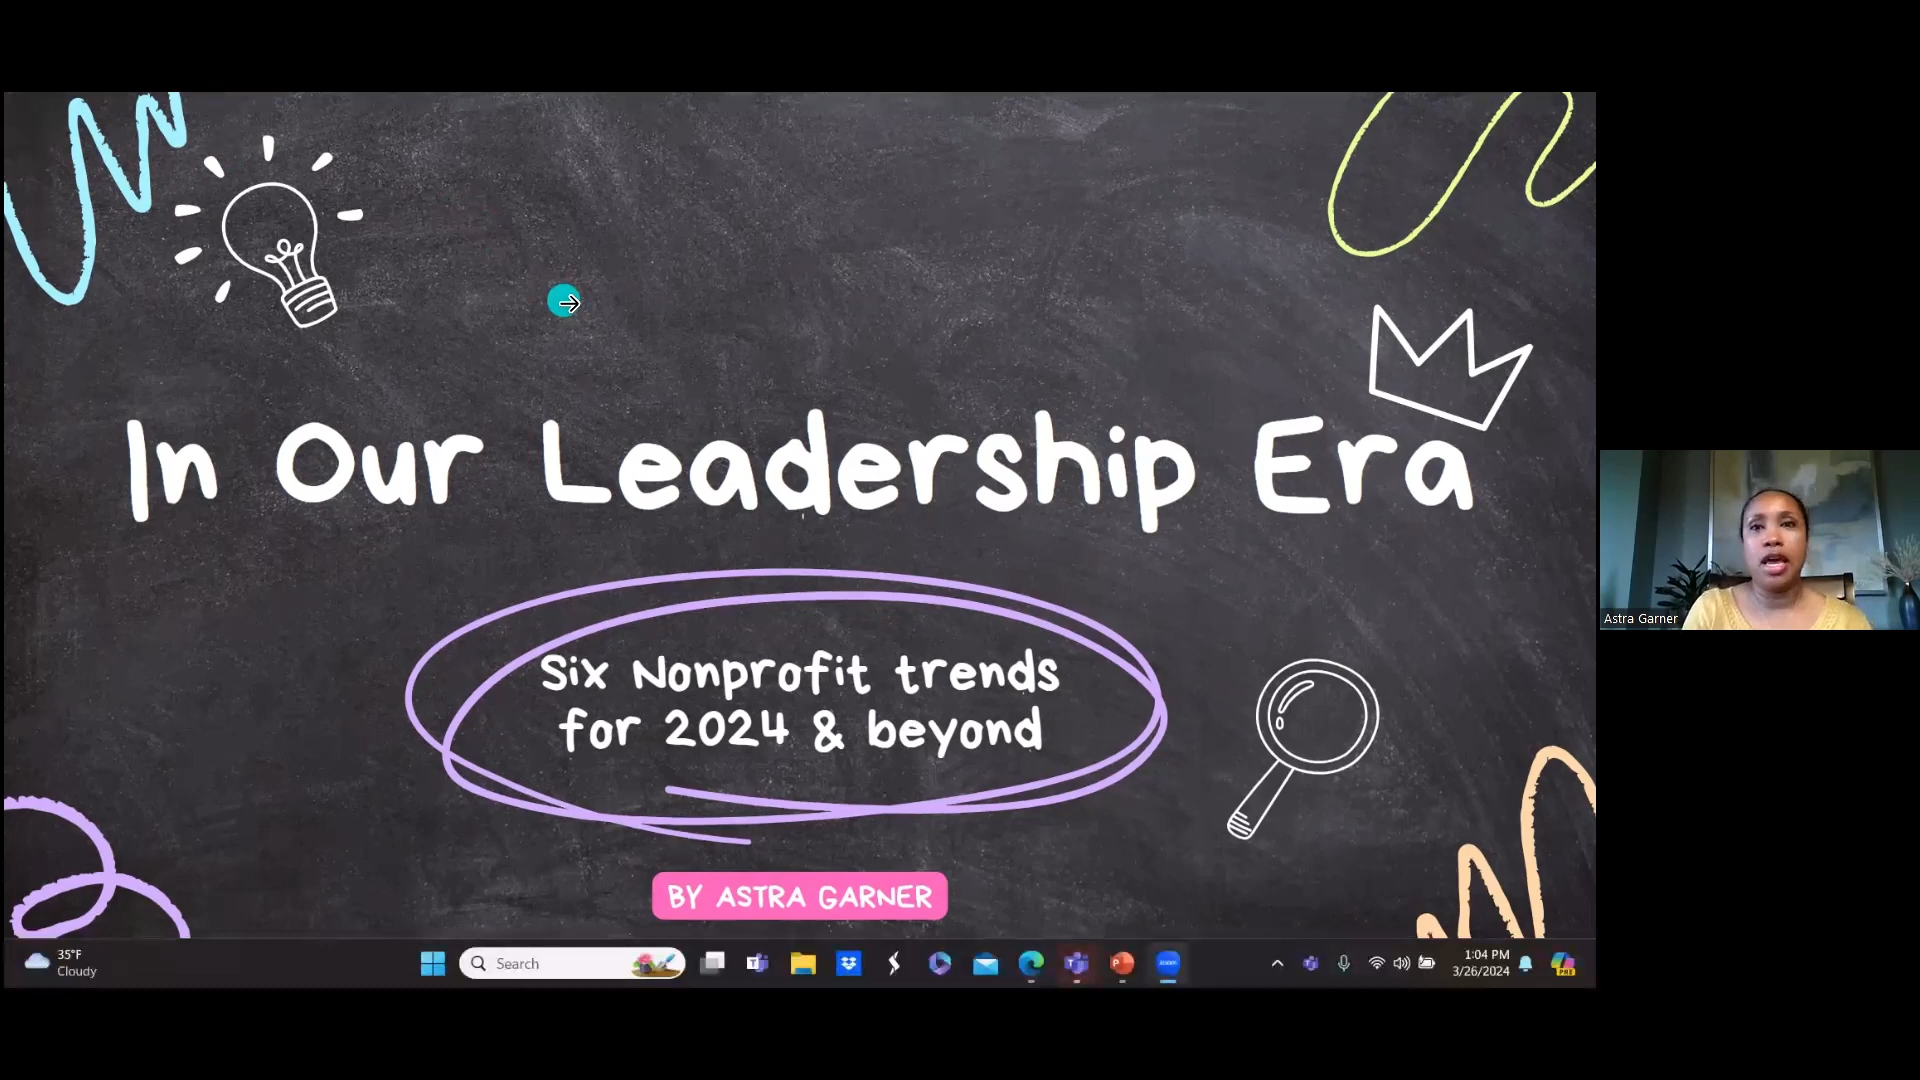 In Our Leadership Era
Six Nonprofit trends
for 2024 & beyond
BY ASTRA GARNER
Astra Garner
35°F
Cloudy
Search
1:04 PM
3/26/2024